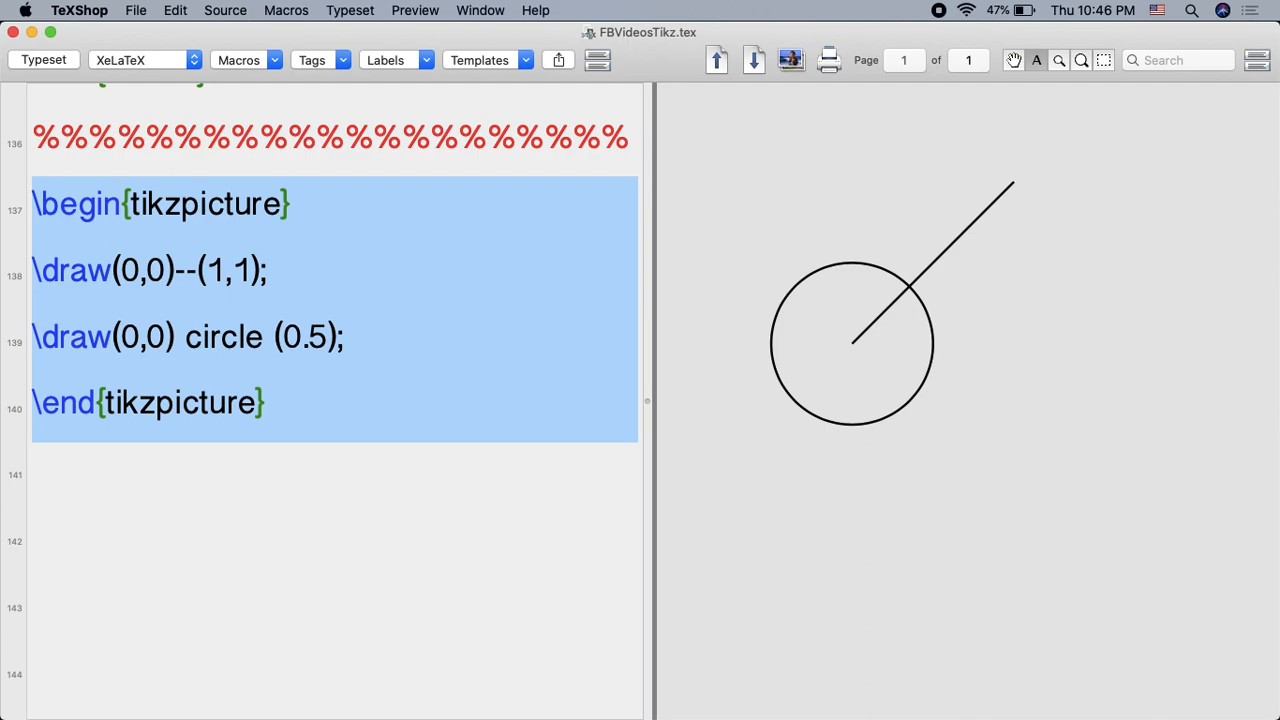 TeXShop File Edit Source Macros Typeset Preview Window Help 47% Thu 10:46 PM
FBVideosTikz.tex
Typeset XeLaTeX Macros Tags Labels Templates Page 1 of 1 Search
136 %%%%%%%%%%%%%%%%%%%%%
137 \begin{tikzpicture}
138 \draw(0,0)--(1,1);
139 \draw(0,0) circle (0.5);
140 \end{tikzpicture}
141
142
143
144